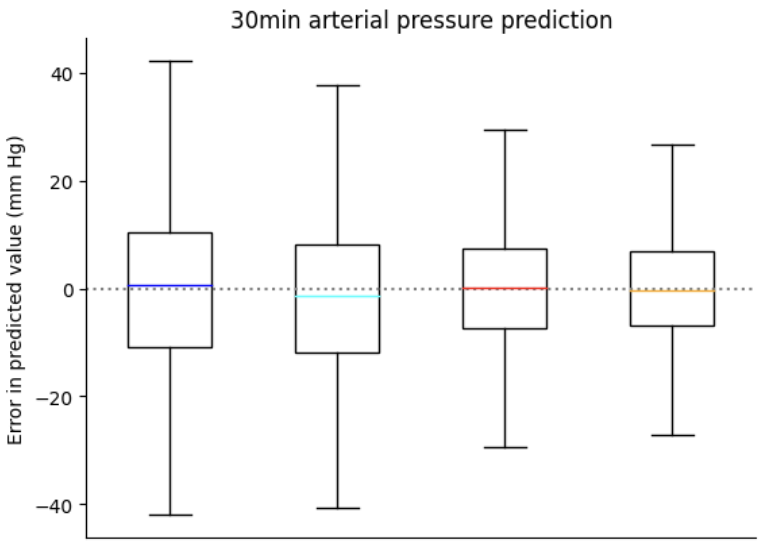 30min arterial pressure prediction
Error in predicted value (mm Hg)
40
20
0
−20
−40